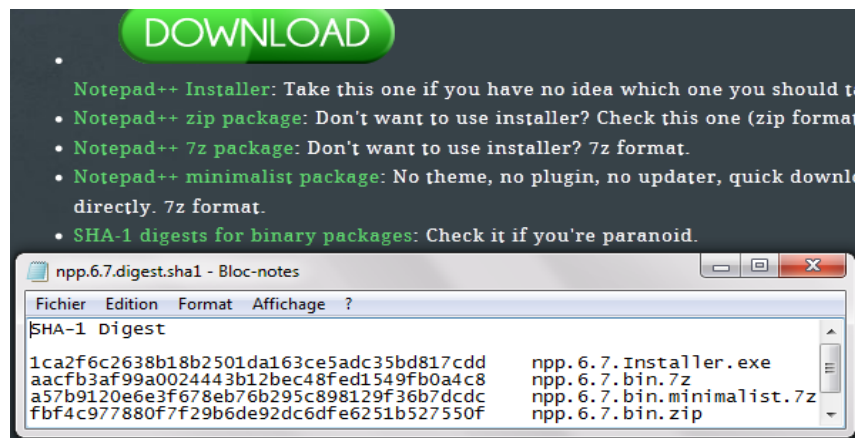 DOWNLOAD
Notepad++ Installer: Take this one if you have no idea which one you should
• Notepad++ zip package: Don't want to use installer? Check this one (zip
• Notepad++ 7z package: Don't want to use installer? 7z format.
• Notepad++ minimalist package: No theme, no plugin, no updater, quick
directly. 7z format.
• SHA-1 digests for binary packages: Check it if you're paranoid.
npp.6.7.digest.sha1 - Bloc-notes
Fichier Edition Format Affichage ?
SHA-1 Digest
1ca2f6c2638b18b2501da163ce5adc35bd817cdd npp.6.7.Installer.exe
aacfb3af99a0024443b12bec48fed1549fb0a4c8 npp.6.7.bin.7z
a57b9120e6e3f678eb76b295c898129f36b7dcdc npp.6.7.bin.minimalist.7z
fbf4c977880f7f29b6de92dc6dfe6251b527550f npp.6.7.bin.zip